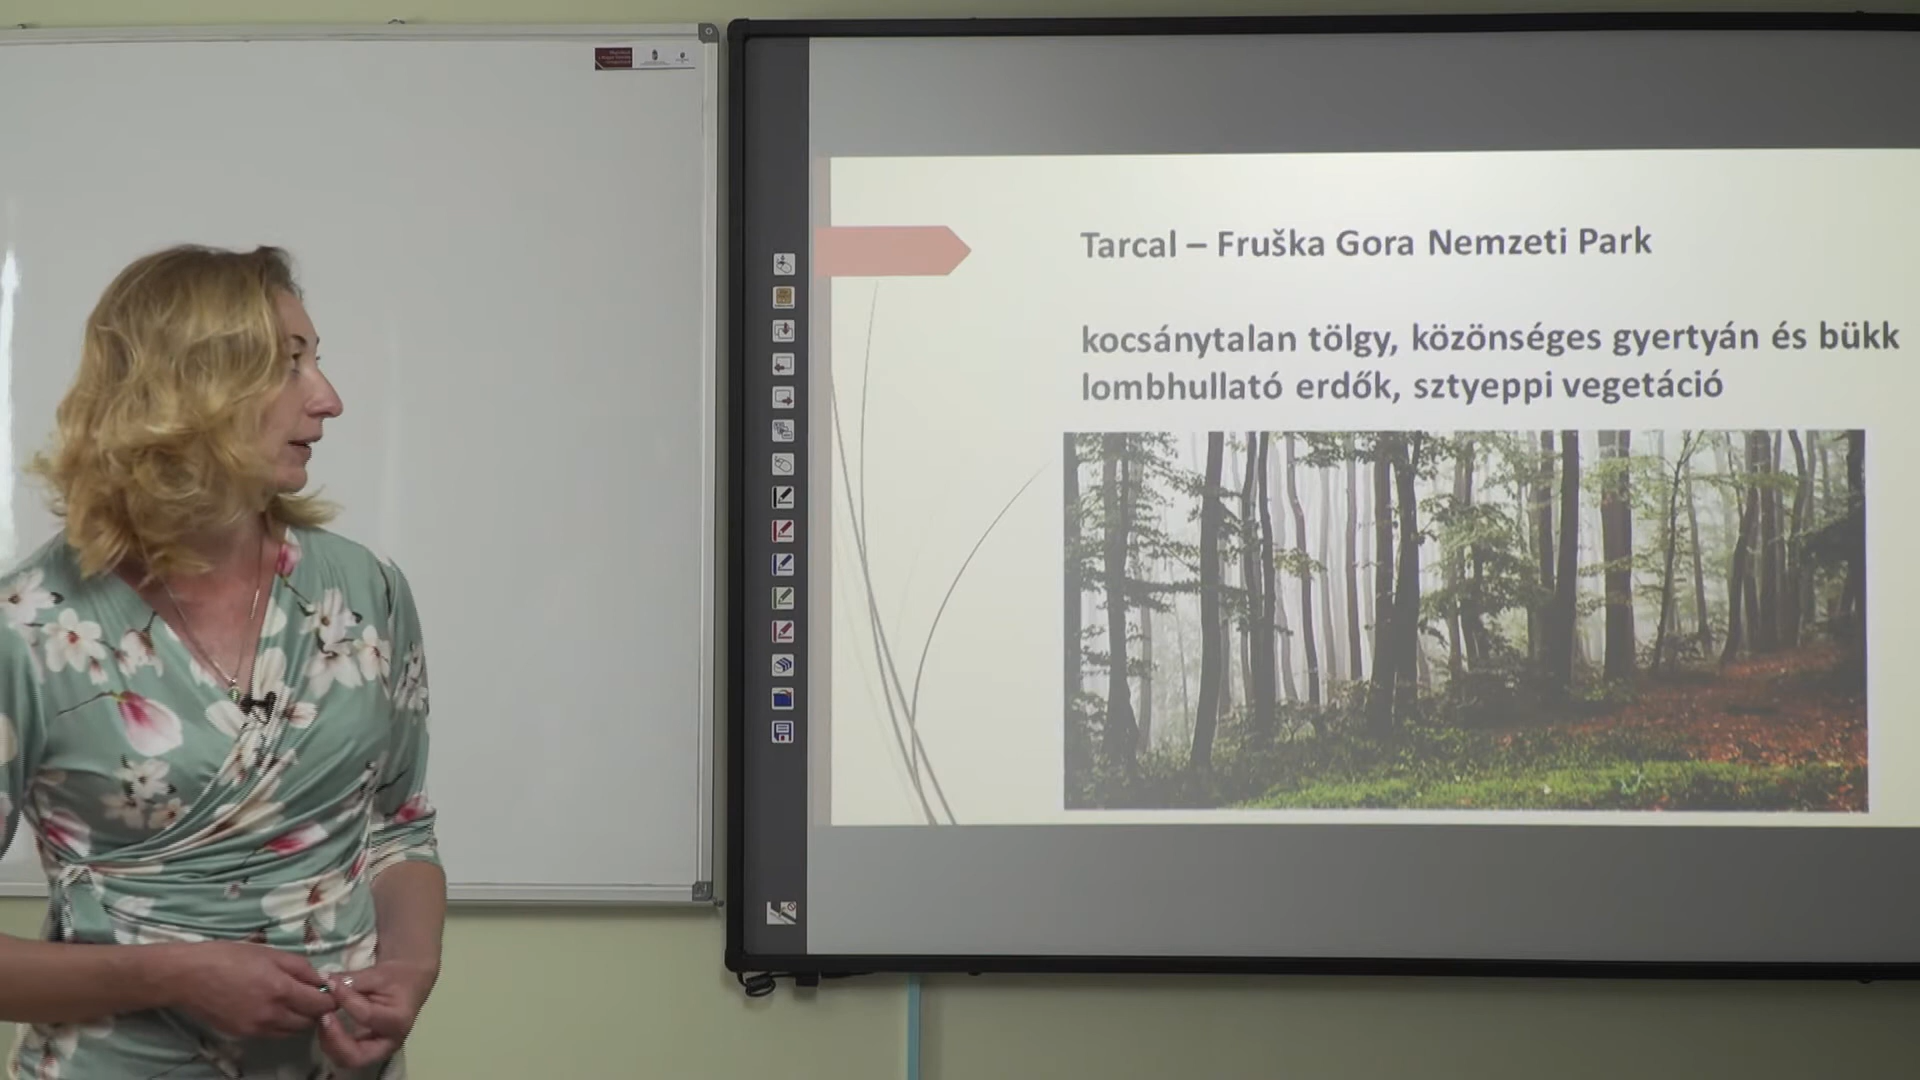 Tarcal – Fruška Gora Nemzeti Park
kocsánytalan tölgy, közönséges gyertyán és bükk
lombhullató erdők, sztyeppi vegetáció